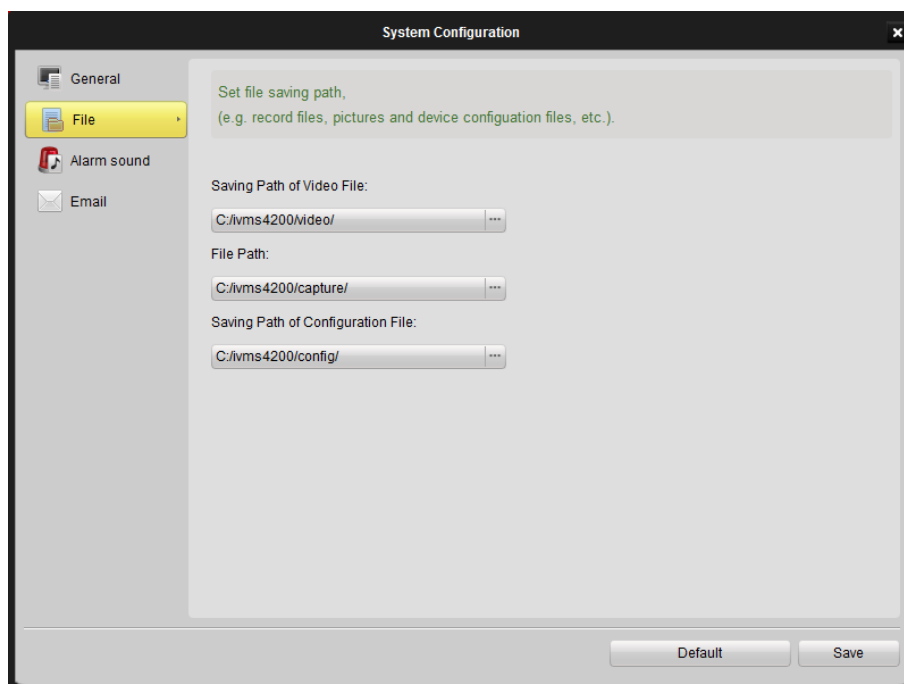 System Configuration
General
File
Alarm sound
Email
Set file saving path,
(e.g. record files, pictures and device configuation files, etc.).
Saving Path of Video File:
C:/ivms4200/video/
File Path:
C:/ivms4200/capture/
Saving Path of Configuration File:
C:/ivms4200/config/
Default
Save